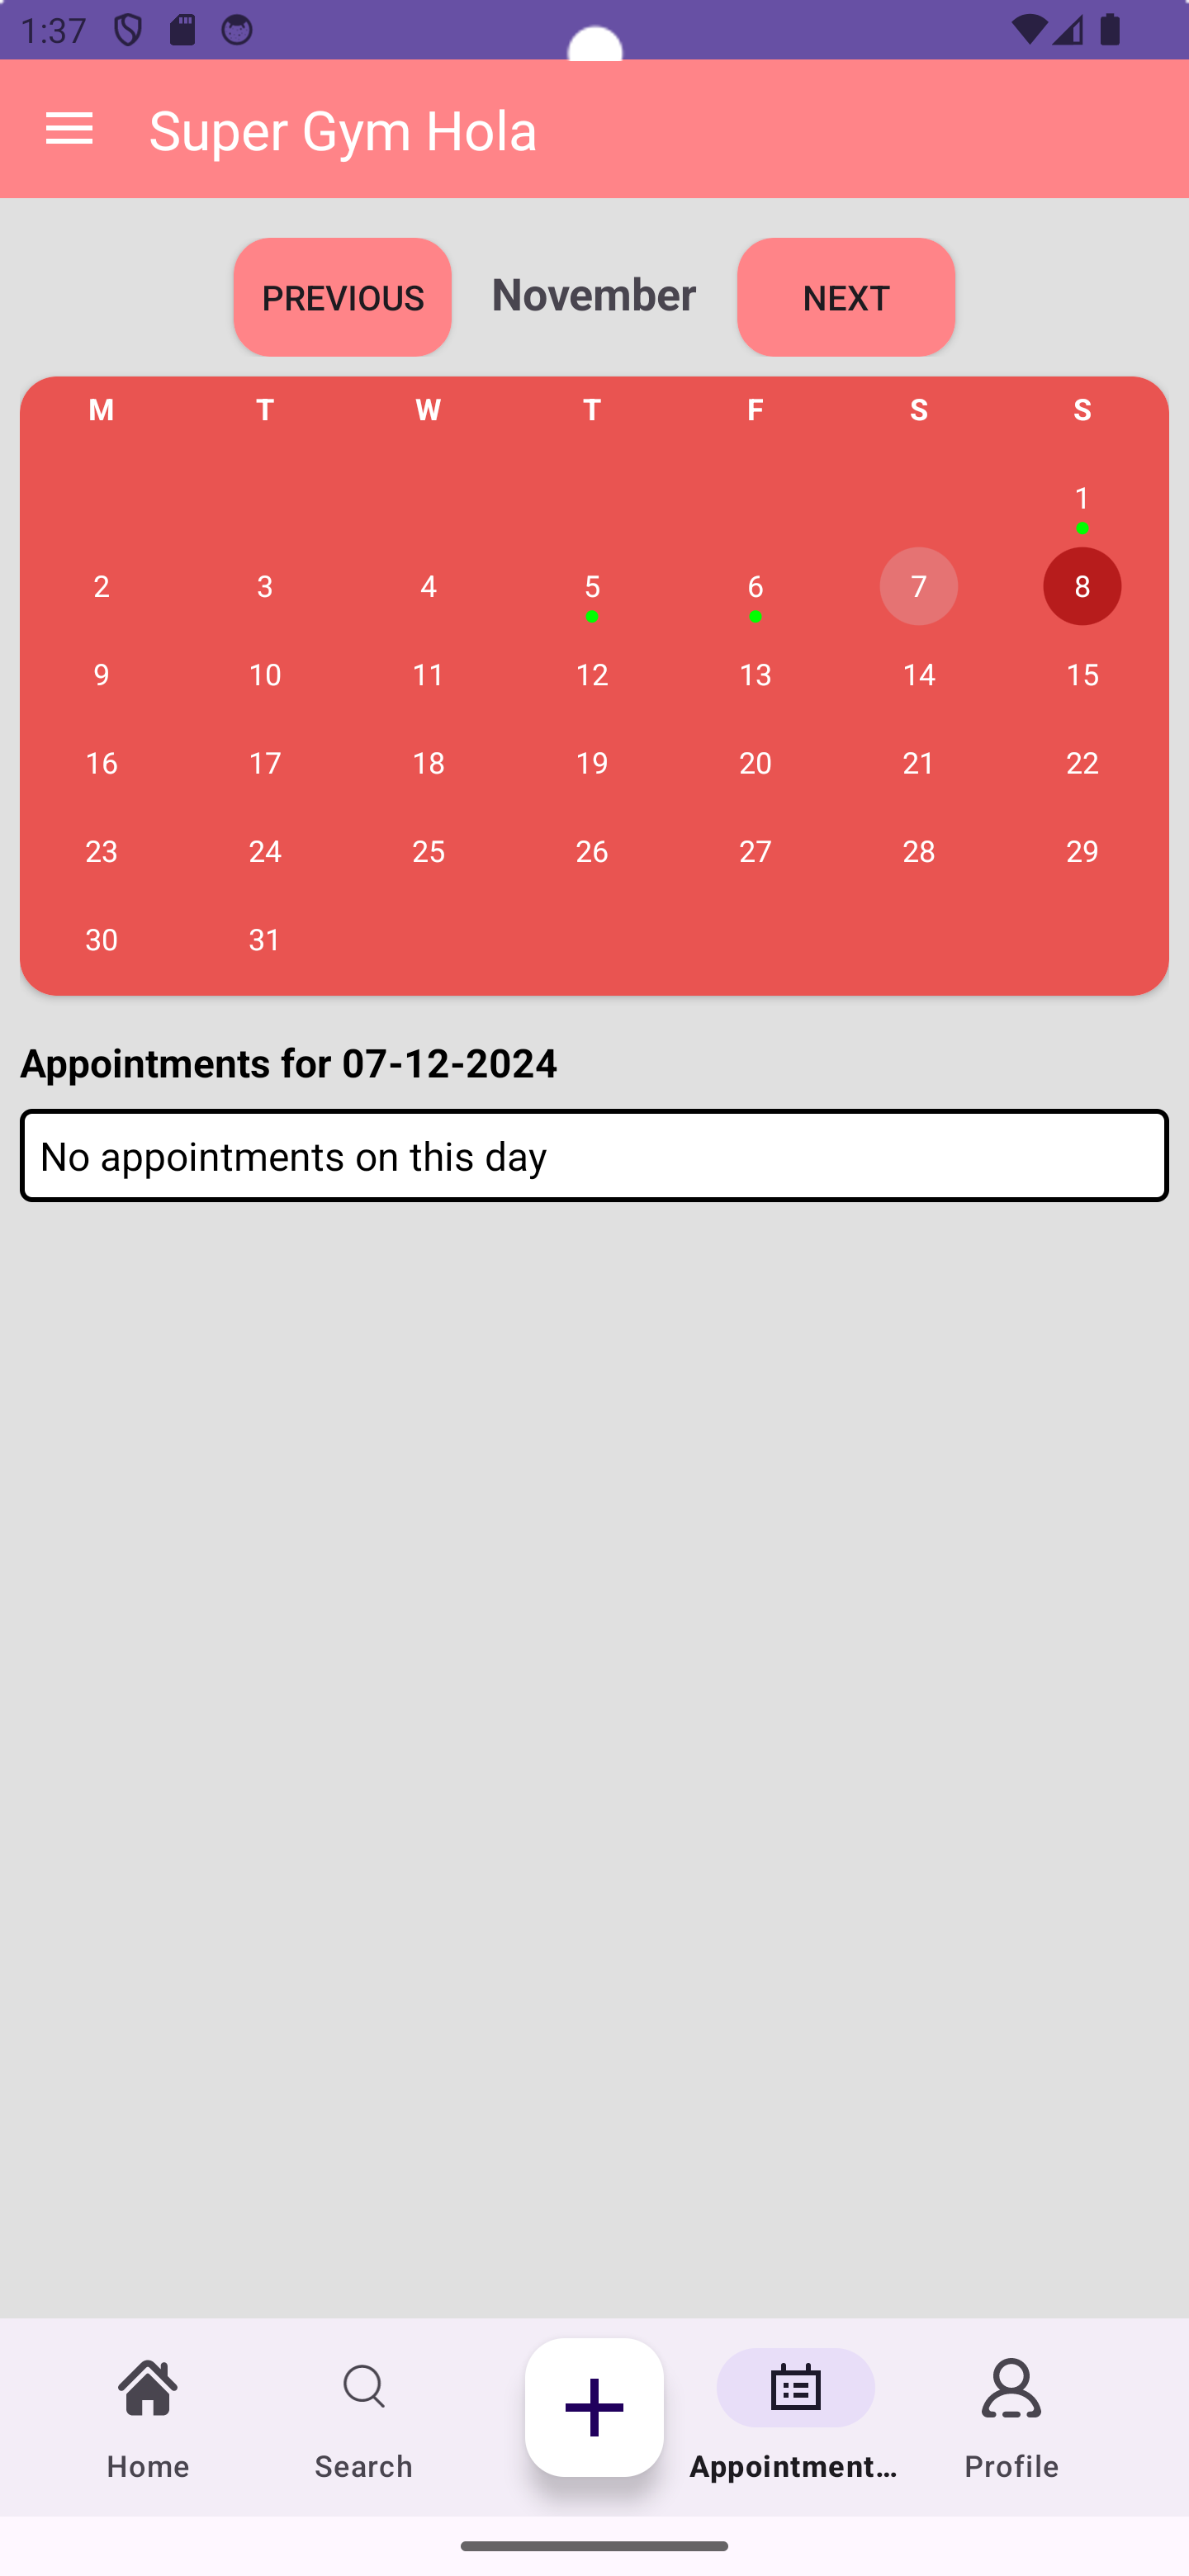 1:37
Super Gym Hola
PREVIOUS November NEXT
M T W T F S S
1
2 3 4 5 6 7 8
9 10 11 12 13 14 15
16 17 18 19 20 21 22
23 24 25 26 27 28 29
30 31
Appointments for 07-12-2024
No appointments on this day
Home Search Appointment... Profile